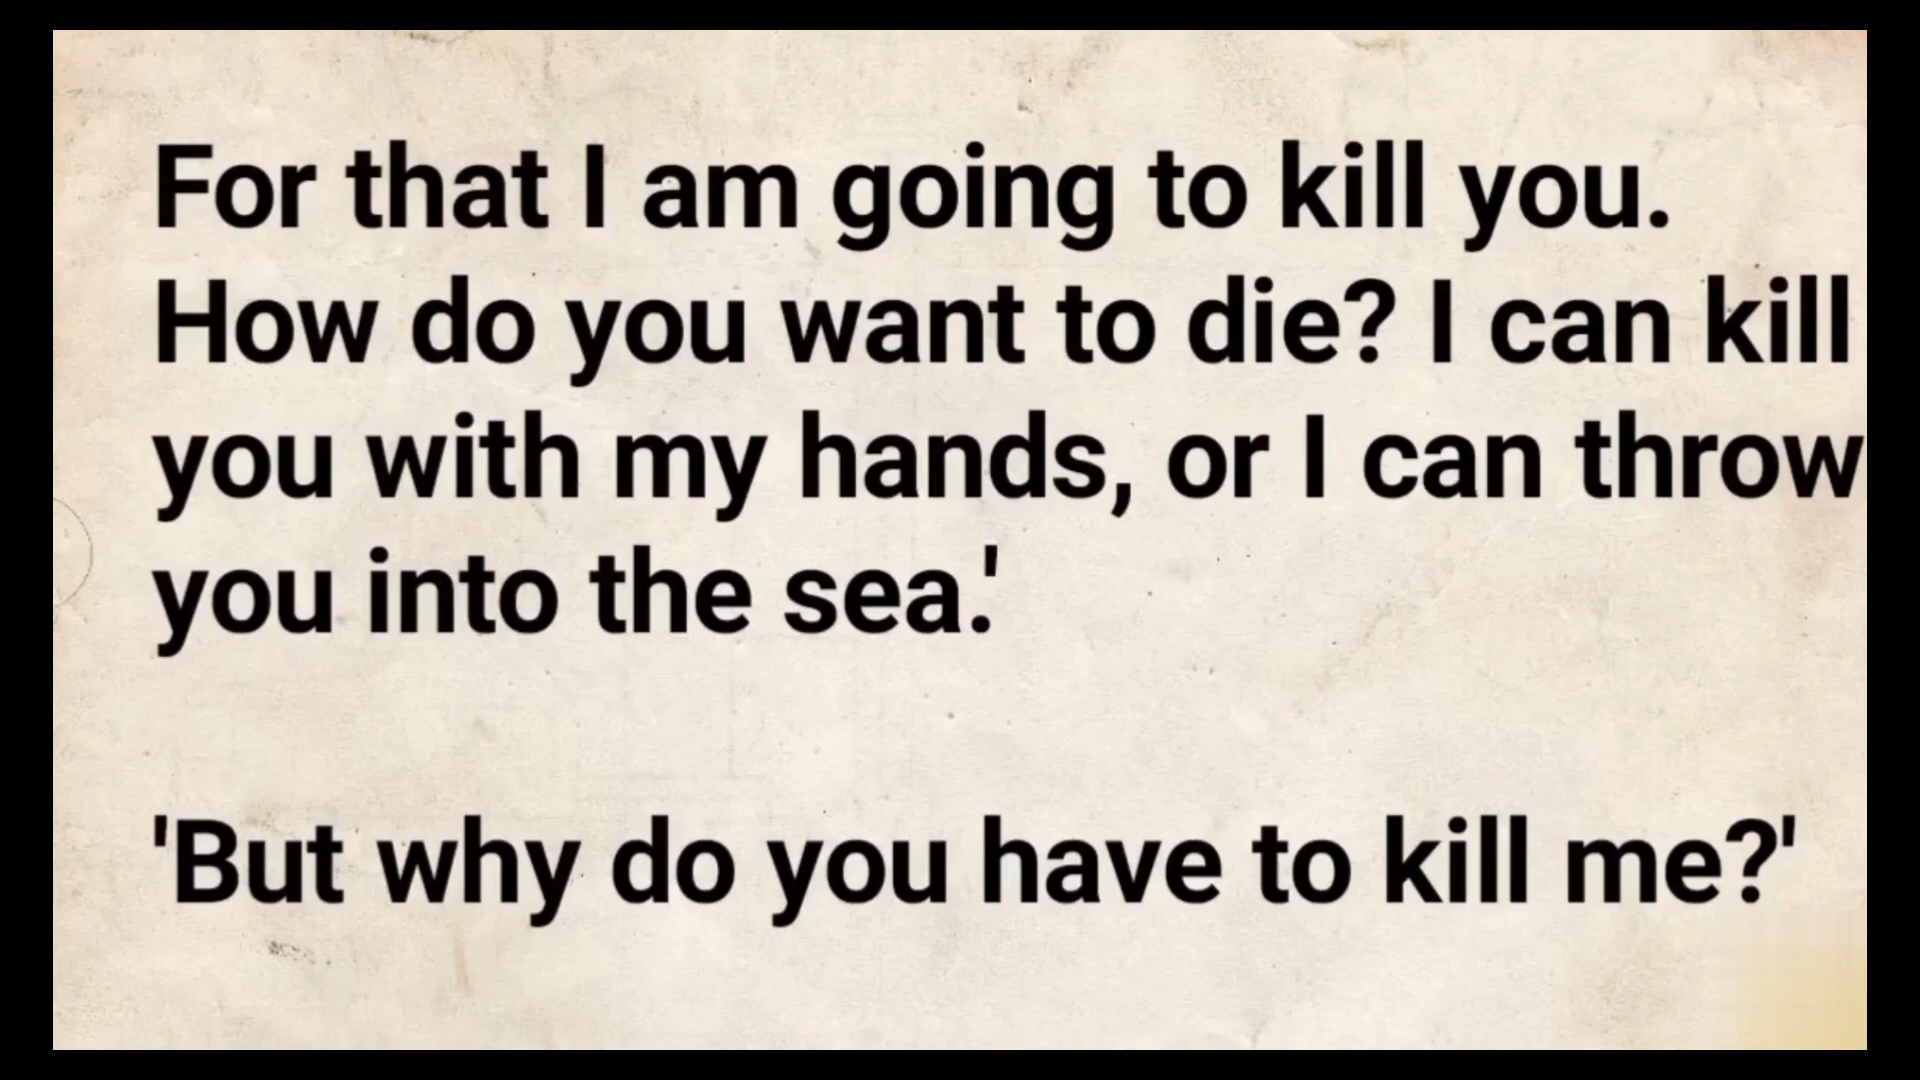 For that I am going to kill you.
How do you want to die? I can kill
you with my hands, or I can throw
you into the sea.'
'But why do you have to kill me?'